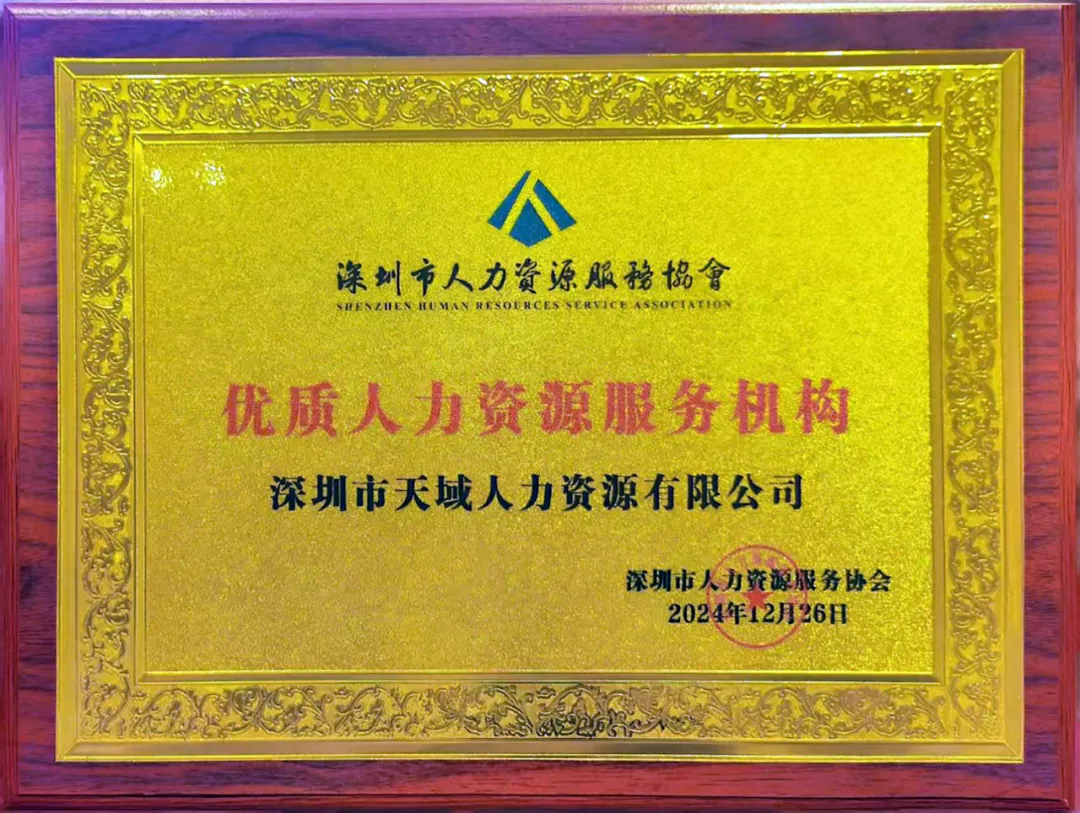 深圳市人力資源服務協會
SHENZHEN HUMAN RESOURCES SERVICE ASSOCIATION
优质人力资源服务机构
深圳市天域人力资源有限公司
深圳市人力资源服务协会
2024年12月26日